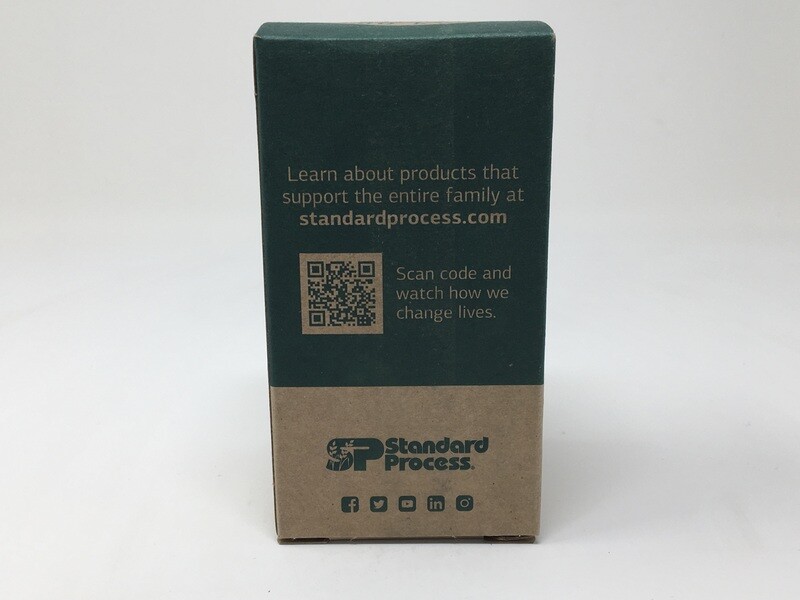 Learn about products that
support the entire family at
standardprocess.com
Scan code and
watch how we
change lives.
SP Standard
Process®